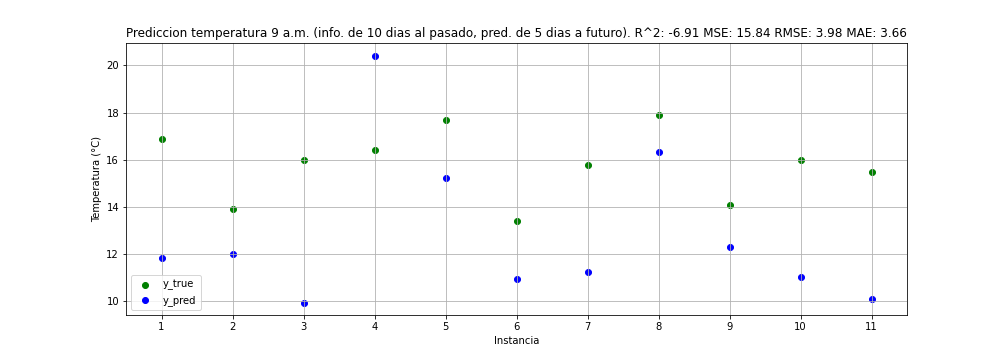 Prediccion temperatura 9 a.m. (info. de 10 dias al pasado, pred. de 5 dias a futuro). R^2: -6.91 MSE: 15.84 RMSE: 3.98 MAE: 3.66
20
18
16
14
12
10
Temperatura (°C)
y_true
y_pred
1 2 3 4 5 6 7 8 9 10 11
Instancia